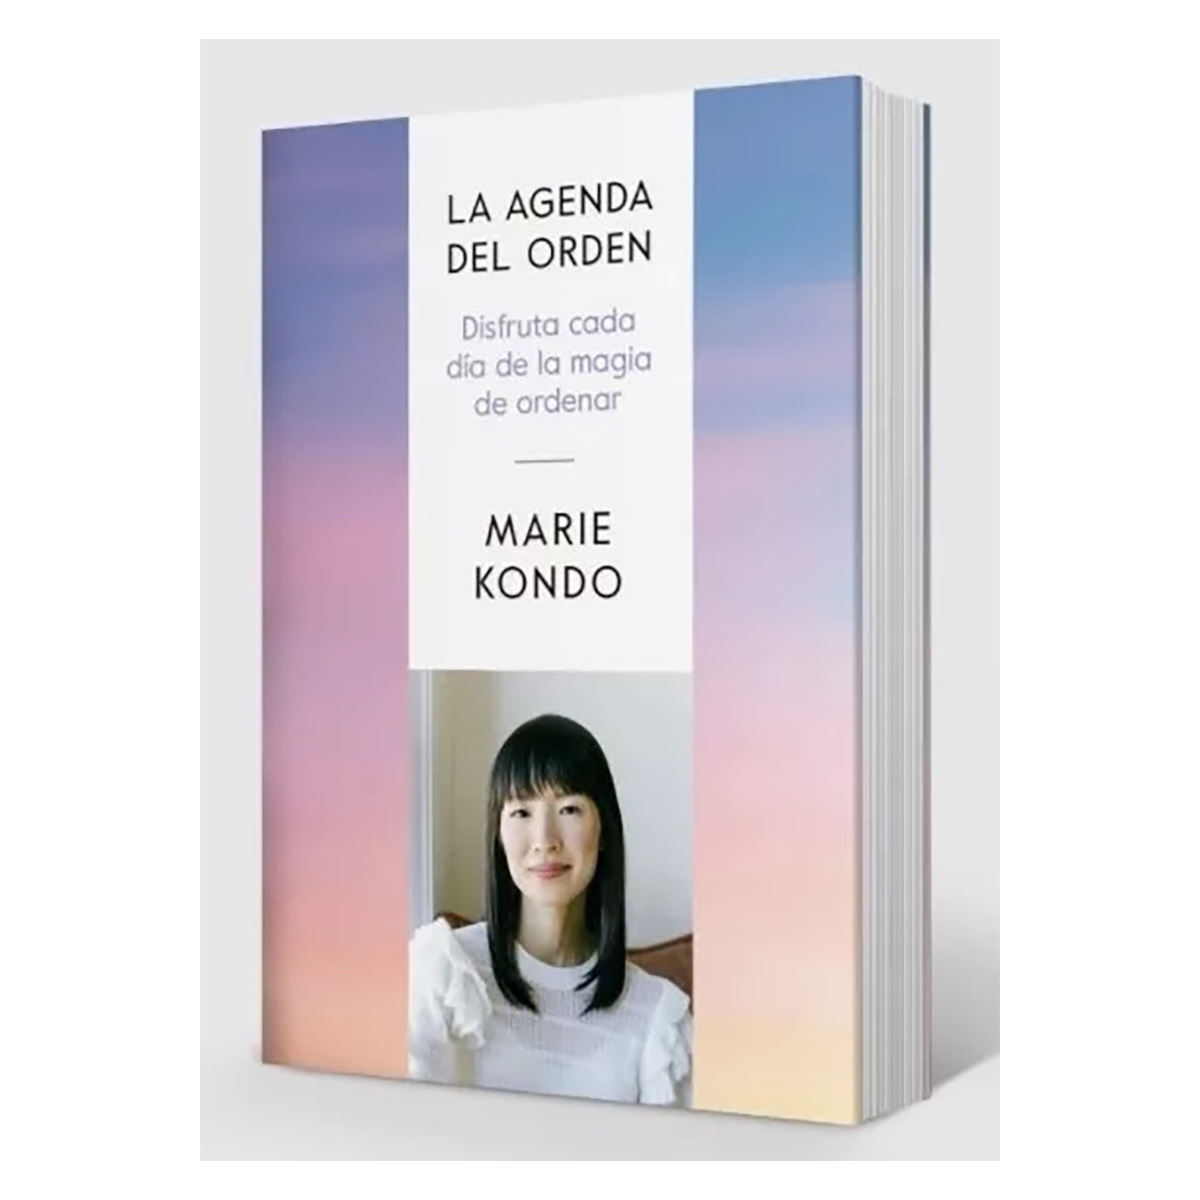 LA AGENDA
DEL ORDEN
Disfruta cada
día de la magia
de ordenar
MARIE
KONDO